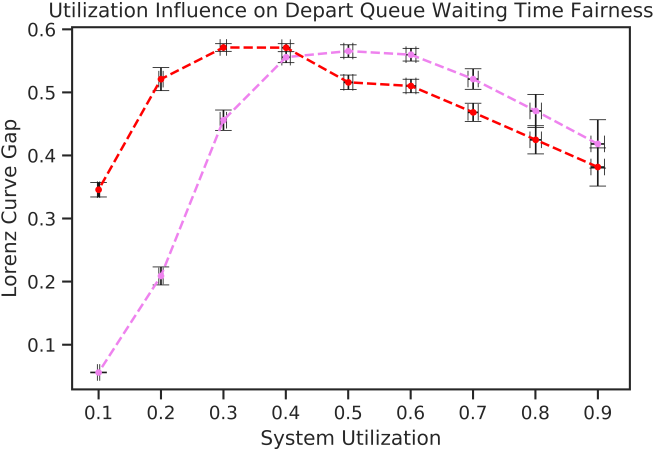 Utilization Influence on Depart Queue Waiting Time Fairness
0.6
0.5
0.4
0.3
0.2
0.1
Lorenz Curve Gap
0.1 0.2 0.3 0.4 0.5 0.6 0.7 0.8 0.9
System Utilization